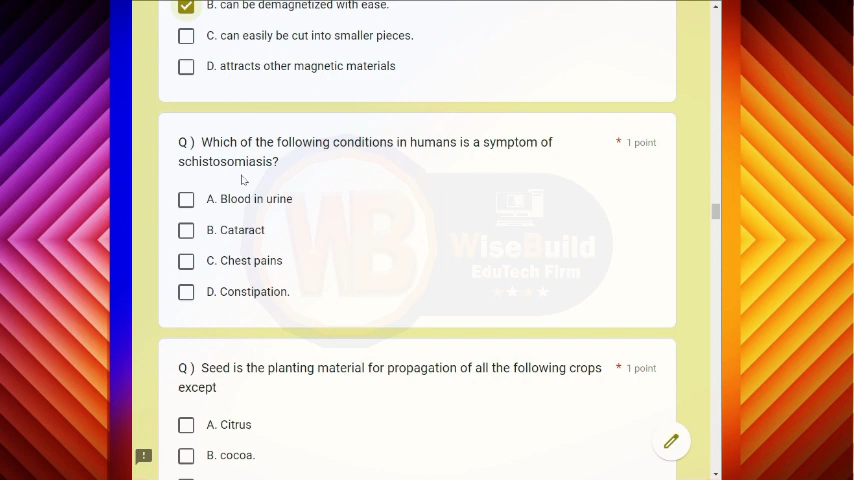 B. can be demagnetized with ease.
C. can easily be cut into smaller pieces.
D. attracts other magnetic materials
Q ) Which of the following conditions in humans is a symptom of * 1 point
schistosomiasis?
A. Blood in urine
B. Cataract
C. Chest pains
D. Constipation.
WB
WiseBuild
EduTech Firm
Q ) Seed is the planting material for propagation of all the following crops * 1 point
except
A. Citrus
B. cocoa.